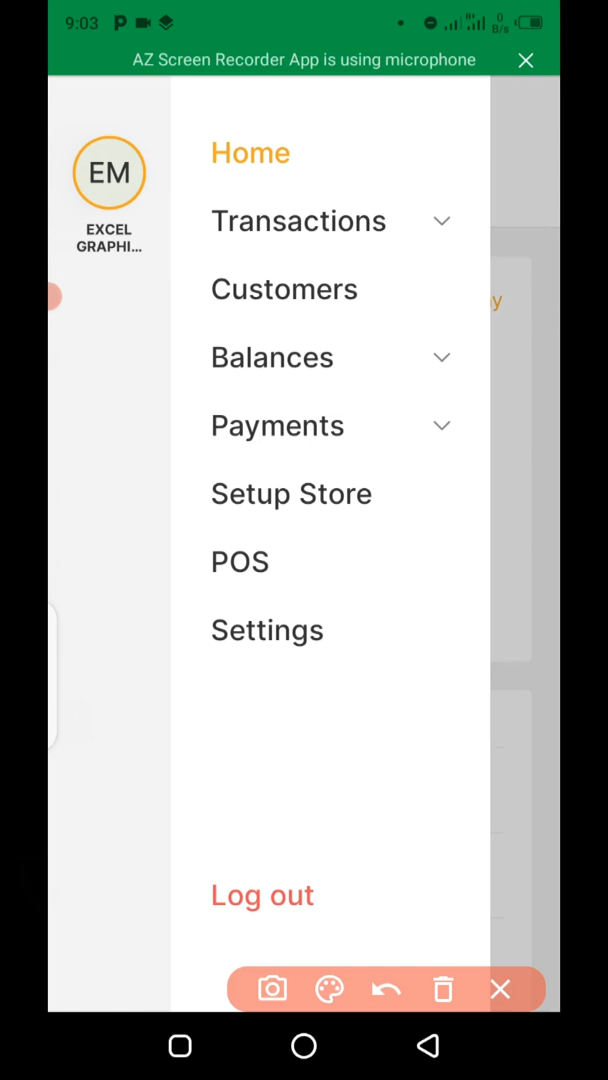 9:03
0
B/s
AZ Screen Recorder App is using microphone
EM
EXCEL
GRAPHI...
Home
Transactions
Customers
y
Balances
Payments
Setup Store
POS
Settings
Log out